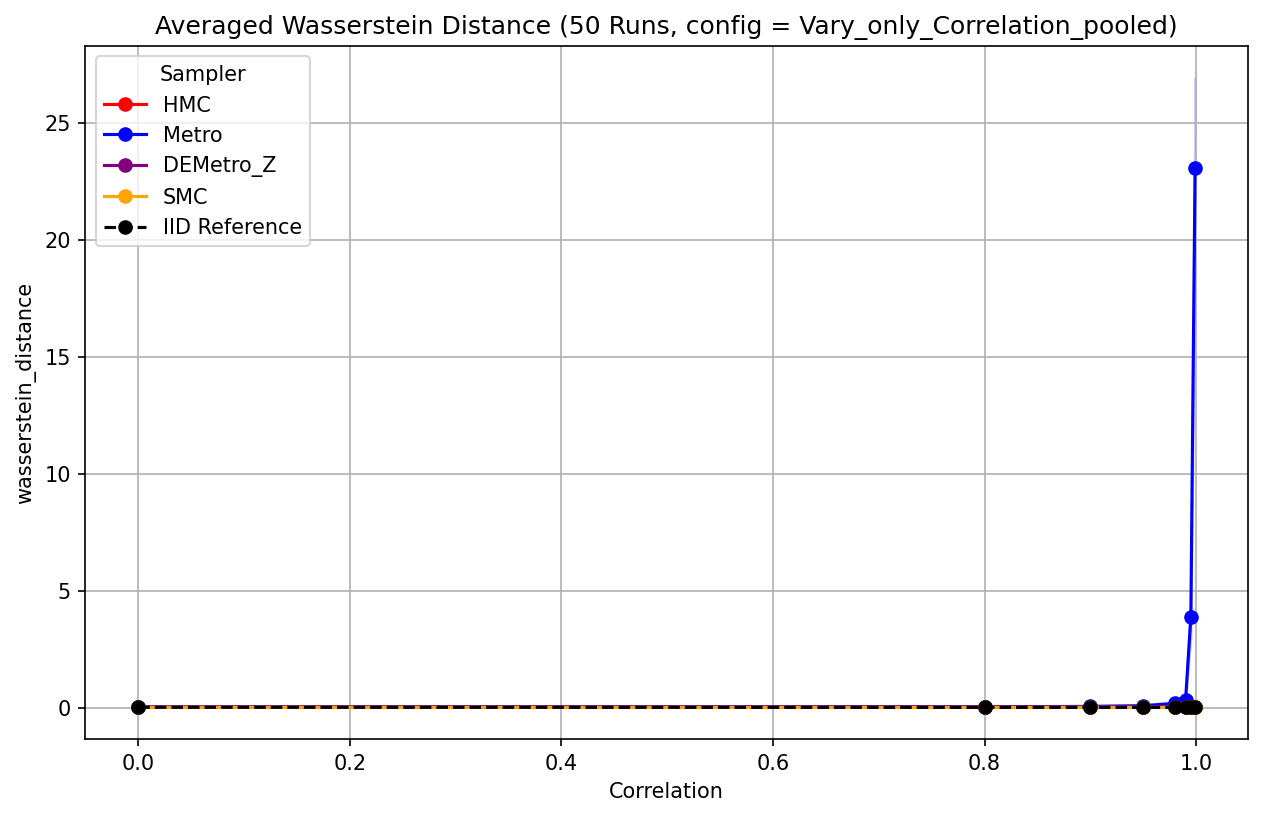 Averaged Wasserstein Distance (50 Runs, config = Vary_only_Correlation_pooled)
Sampler
HMC
Metro
DEMetro_Z
SMC
IID Reference
wasserstein_distance
25
20
15
10
5
0
0.0 0.2 0.4 0.6 0.8 1.0
Correlation